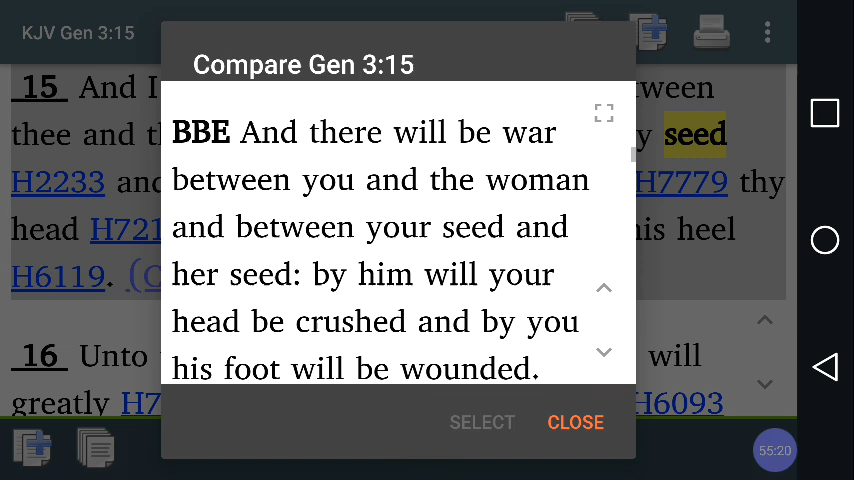 KJV Gen 3:15
Compare Gen 3:15
15 And I
tween
thee and
y seed
H2233 and
H7779 thy
head H721
his heel
H6119.
16 Unto
will
greatly H7
H6093
BBE And there will be war
between you and the woman
and between your seed and
her seed: by him will your
head be crushed and by you
his foot will be wounded.
SELECT CLOSE
55:20